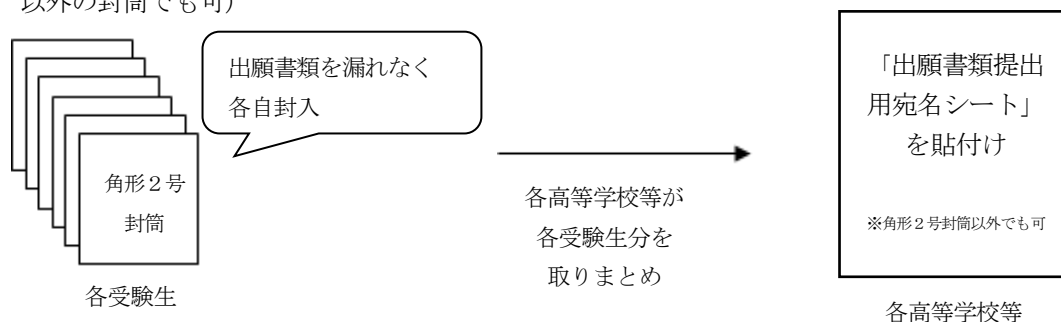 以外の封筒でも可）
出願書類を漏れなく
各自封入
角形２号
封筒
各受験生
各高等学校等が
各受験生分を
取りまとめ
「出願書類提出
用宛名シート」
を貼付け
※角形２号封筒以外でも可
各高等学校等